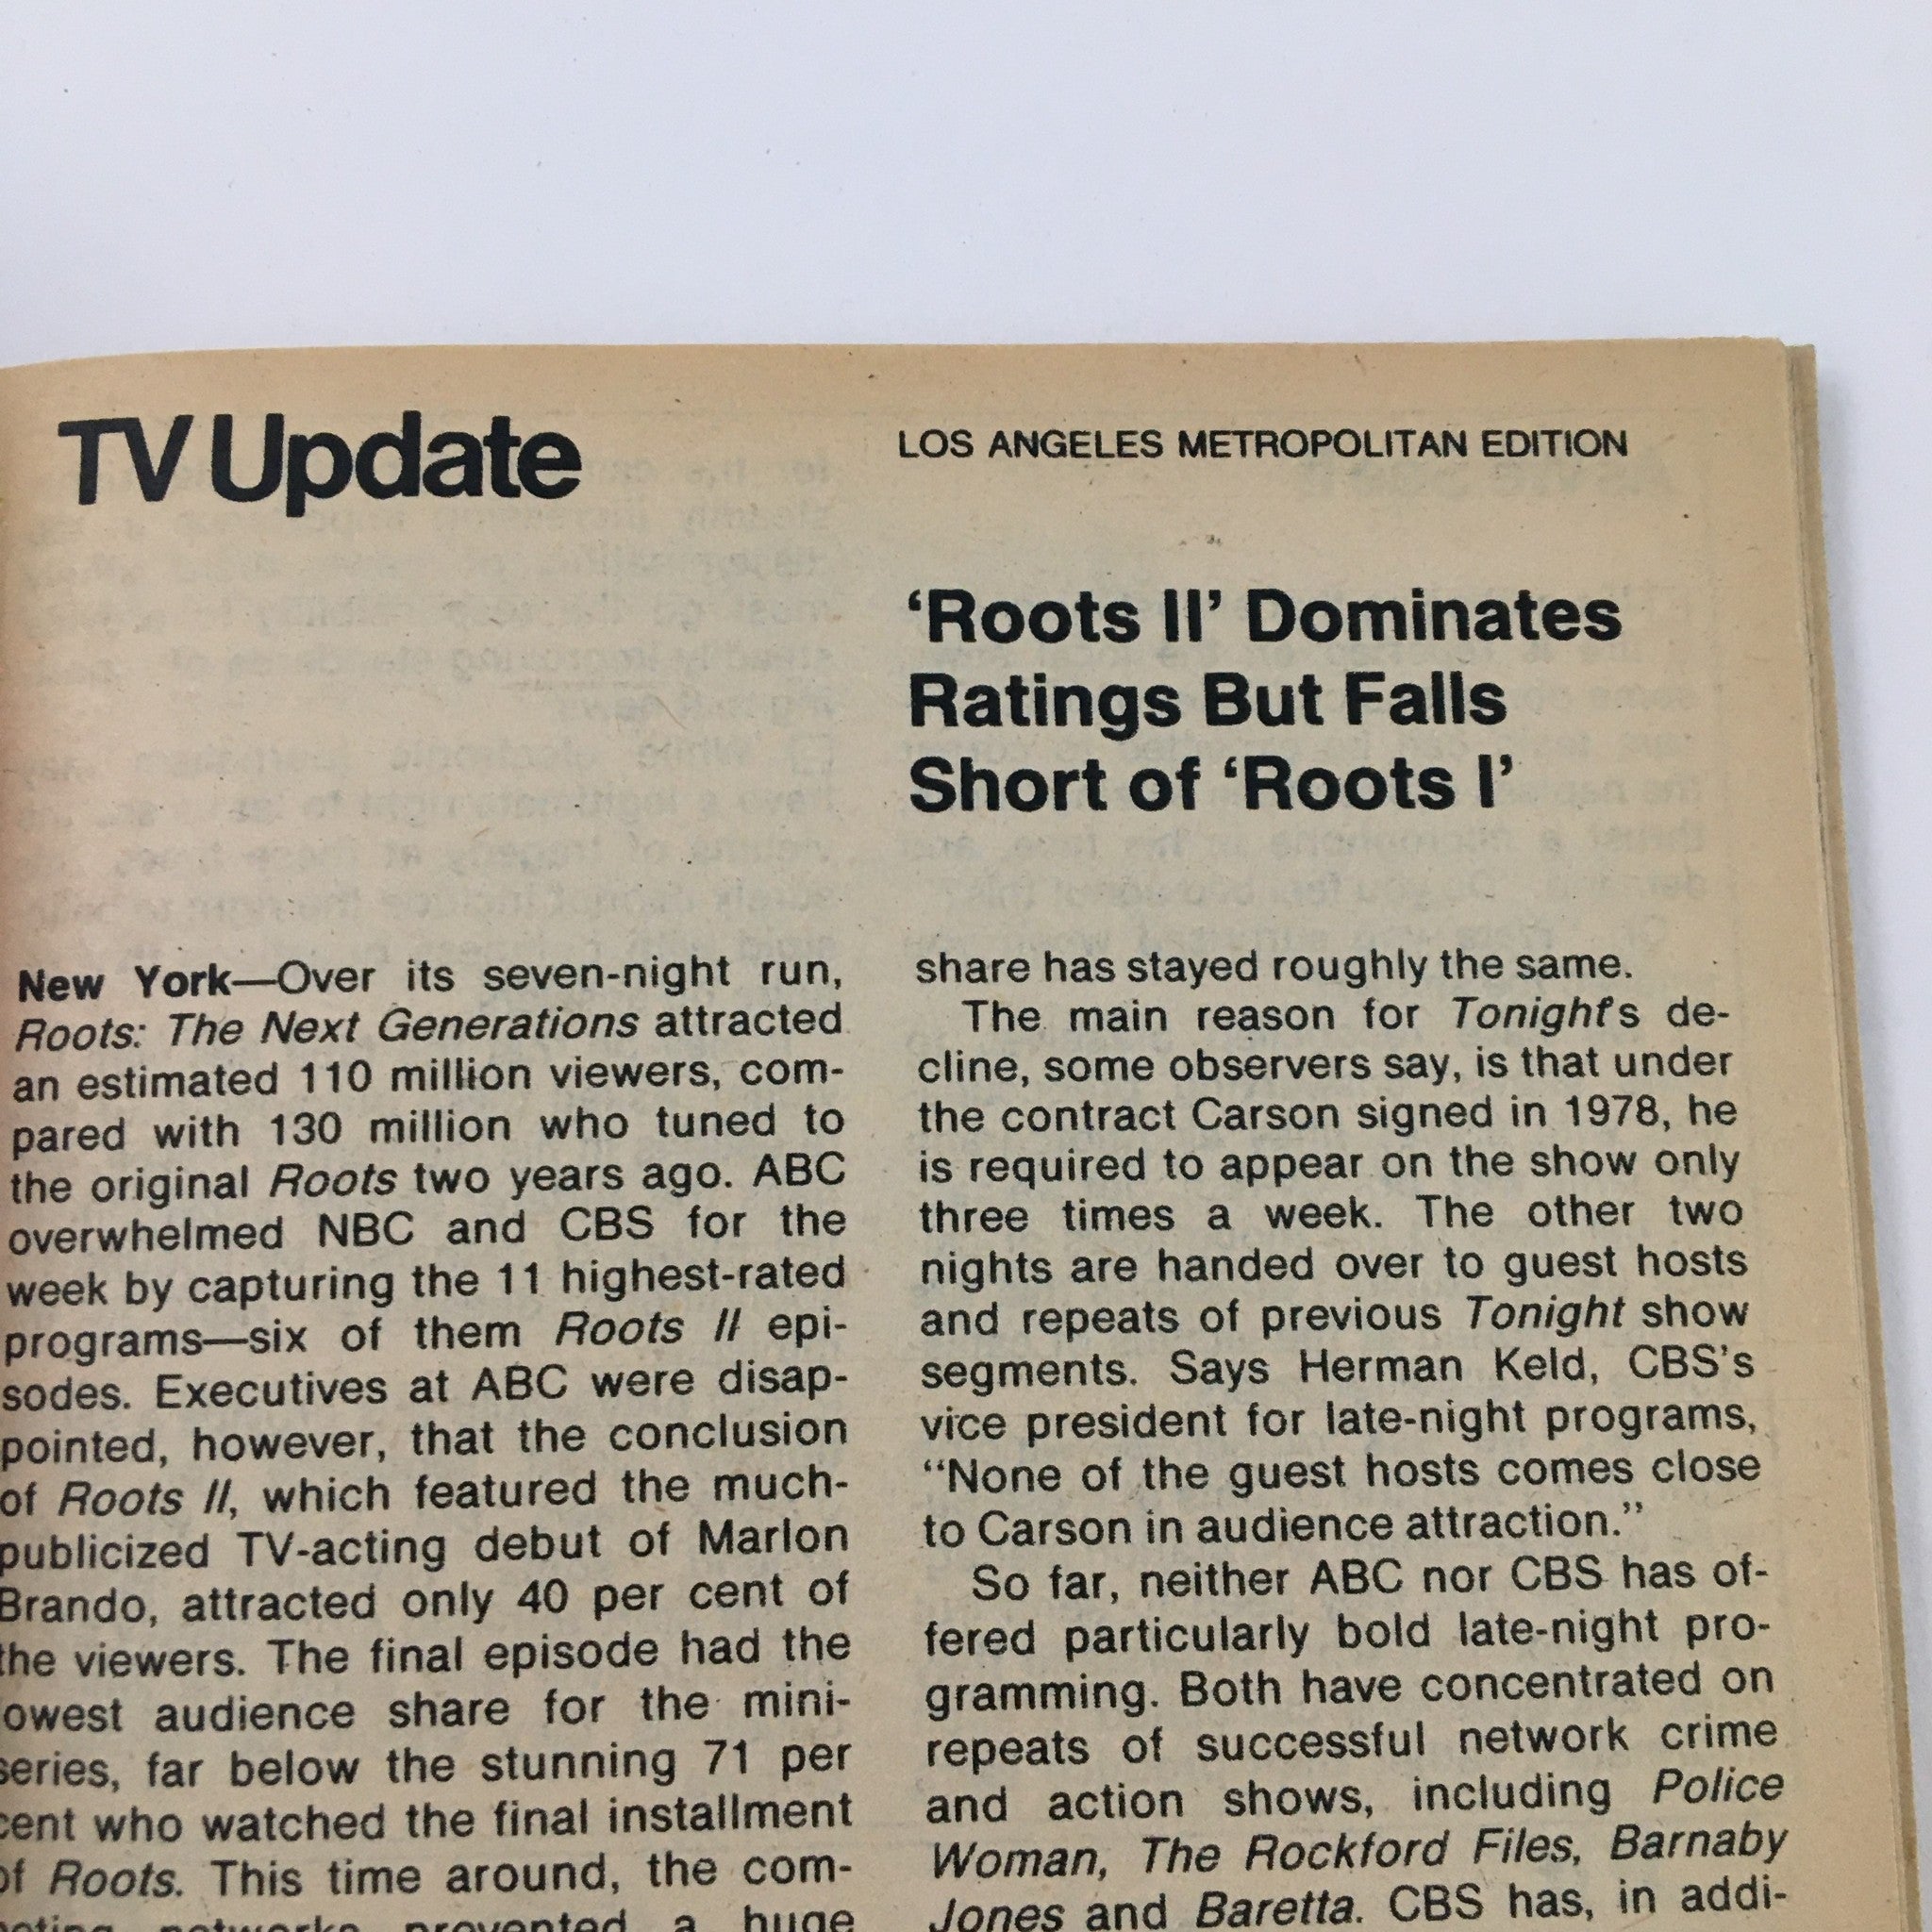 TV Update
LOS ANGELES METROPOLITAN EDITION
‘Roots II’ Dominates
Ratings But Falls
Short of ‘Roots I’
New York—Over its seven-night run,
Roots: The Next Generations attracted
an estimated 110 million viewers, com-
pared with 130 million who tuned to
the original Roots two years ago. ABC
overwhelmed NBC and CBS for the
week by capturing the 11 highest-rated
programs—six of them Roots II epi-
sodes. Executives at ABC were disap-
pointed, however, that the conclusion
of Roots II, which featured the much-
publicized TV-acting debut of Marlon
Brando, attracted only 40 per cent of
the viewers. The final episode had the
owest audience share for the mini-
series, far below the stunning 71 per
cent who watched the final installment
of Roots. This time around, the com-
peting networks prevented a huge
share has stayed roughly the same.
The main reason for Tonight's de-
cline, some observers say, is that under
the contract Carson signed in 1978, he
is required to appear on the show only
three times a week. The other two
nights are handed over to guest hosts
and repeats of previous Tonight show
segments. Says Herman Keld, CBS's
vice president for late-night programs,
“None of the guest hosts comes close
to Carson in audience attraction.”
So far, neither ABC nor CBS has of-
fered particularly bold late-night pro-
gramming. Both have concentrated on
repeats of successful network crime
and action shows, including Police
Woman, The Rockford Files, Barnaby
Jones and Baretta. CBS has, in addi-